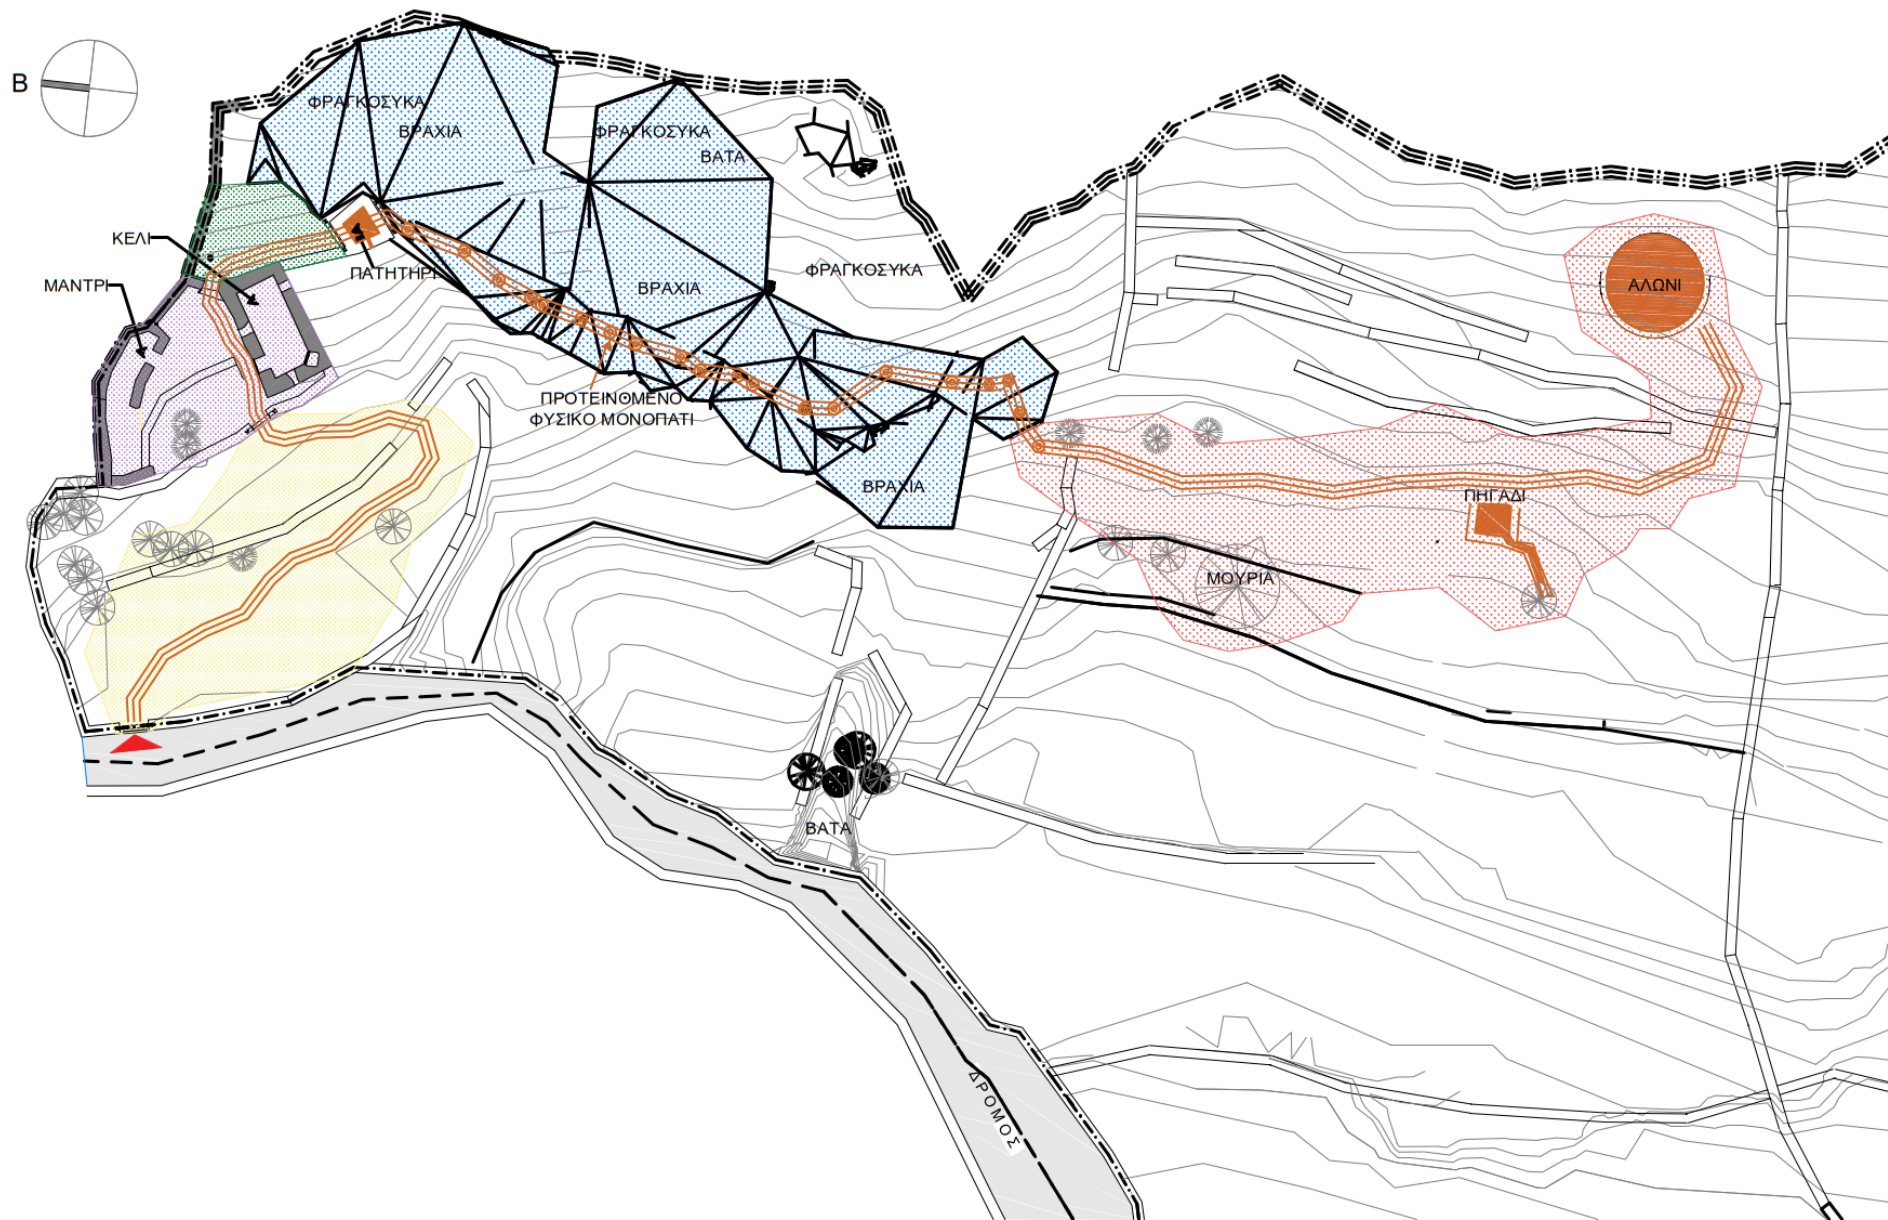 Β
ΦΡΑΓΚΟΣΥΚΑ
ΒΡΑΧΙΑ
ΦΡΑΓΚΟΣΥΚΑ
ΒΑΤΑ
ΚΕΛΙ
ΜΑΝΤΡΙ
ΠΑΤΗΤΗΡΙ
ΦΡΑΓΚΟΣΥΚΑ
ΒΡΑΧΙΑ
ΑΛΩΝΙ
ΠΡΟΤΕΙΝΟΜΕΝΟ
ΦΥΣΙΚΟ ΜΟΝΟΠΑΤΙ
ΒΡΑΧΙΑ
ΠΗΓΑΔΙ
ΜΟΥΡΙΑ
ΒΑΤΑ
ΔΡΟΜΟΣ